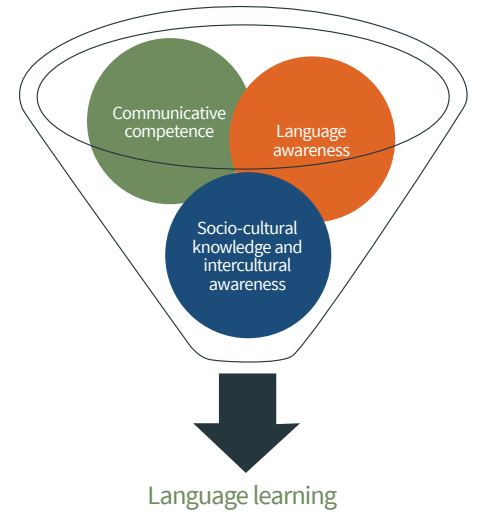 Communicative
competence
Language
awareness
Socio-cultural
knowledge and
intercultural
awareness
Language learning